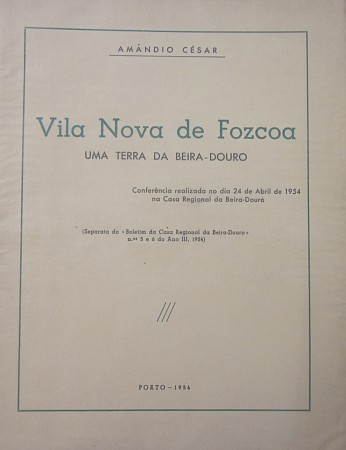 AMÂNDIO CÉSAR
Vila Nova de Fozcoa
UMA TERRA DA BEIRA-DOURO
Conferência realizada no dia 24 de Abril de 1954
na Casa Regional da Beira-Douro
(Separata do «Boletim da Casa Regional da Beira-Douro»
n.os 5 e 6 do Ano III, 1954)
///
PORTO — 1954